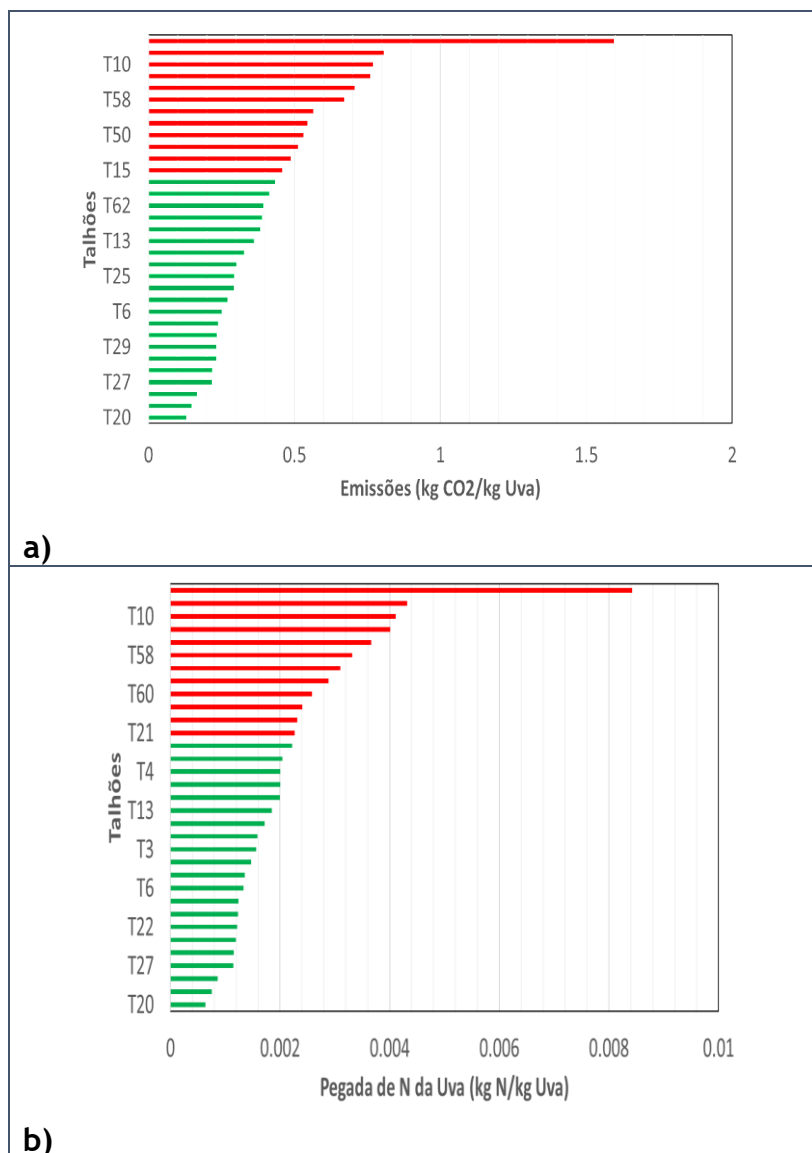 T10
T58
T50
T15
T62
T13
T25
T6
T29
T27
T20
Talhões
0 0.5 1 1.5 2
Emissões (kg CO2/kg Uva)
a)
T10
T58
T60
T21
T4
T13
T3
T6
T22
T27
T20
Talhões
0 0.002 0.004 0.006 0.008 0.01
Pegada de N da Uva (kg N/kg Uva)
b)